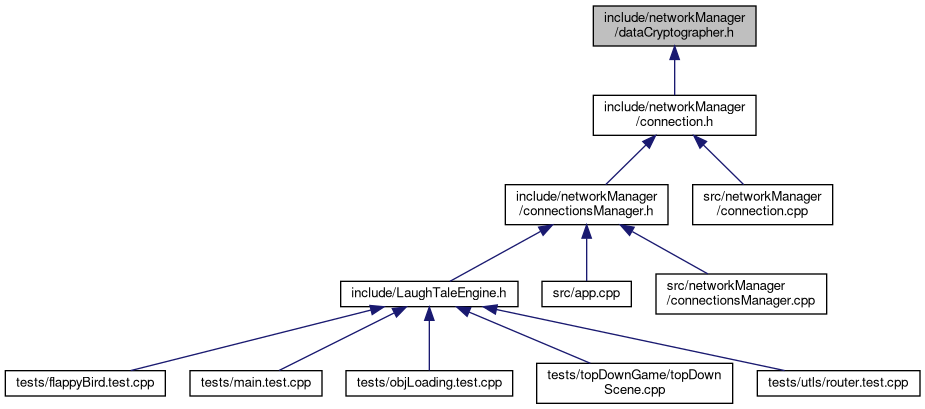 include/networkManager
/dataCryptographer.h
include/networkManager
/connection.h
include/networkManager
/connectionsManager.h
src/networkManager
/connection.cpp
include/LaughTaleEngine.h
src/app.cpp
src/networkManager
/connectionsManager.cpp
tests/flappyBird.test.cpp
tests/main.test.cpp
tests/objLoading.test.cpp
tests/topDownGame/topDown
Scene.cpp
tests/utls/router.test.cpp